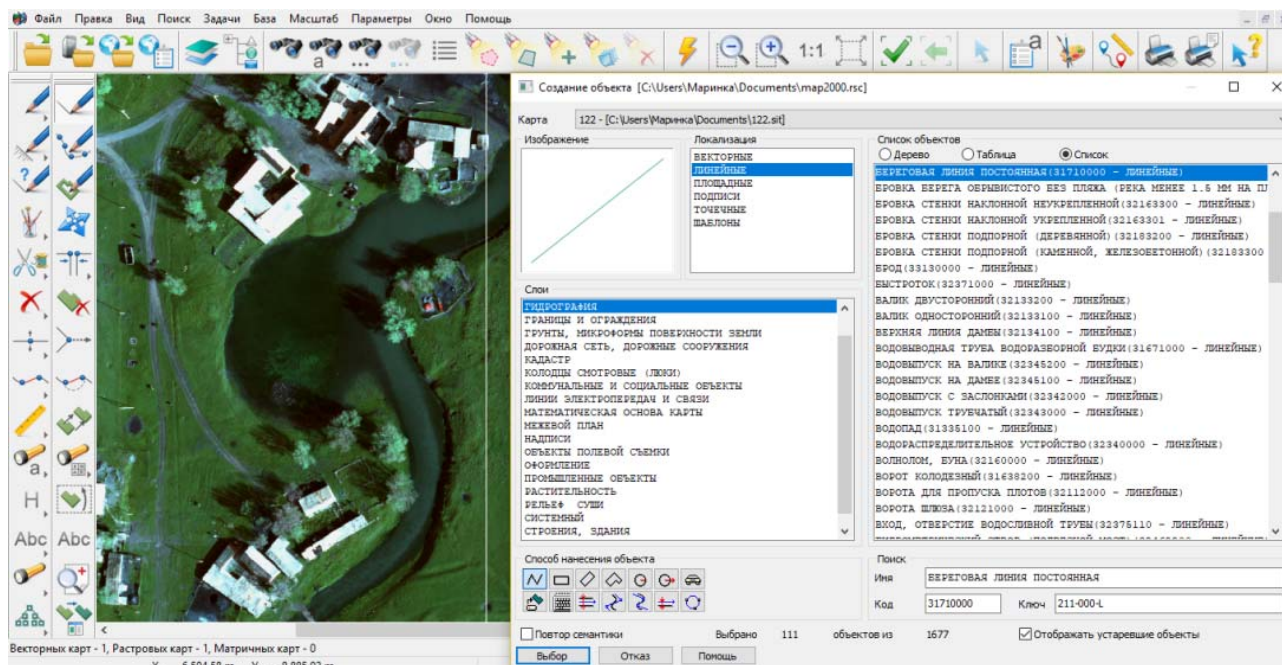 Файл Правка Вид Поиск Задачи База Масштаб Параметры Окно Помощь
a 1:1 a
Создание объекта [C:\Users\Маринка\Documents\map2000.rsc]
Карта 122 - [C:\Users\Маринка\Documents\122.sit]
Изображение
Локализация
ВЕКТОРНЫЕ
ЛИНЕЙНЫЕ
ПЛОЩАДНЫЕ
ПОДПИСИ
ТОЧЕЧНЫЕ
ШАБЛОНЫ
Список объектов
Дерево Таблица Список
БЕРЕГОВАЯ ЛИНИЯ ПОСТОЯННАЯ(31710000 - ЛИНЕЙНЫЕ)
БРОВКА БЕРЕГА ОБРЫВИСТОГО БЕЗ ПЛЯЖА (РЕКА МЕНЕЕ 1.5 ММ НА ПЛ
БРОВКА СТЕНКИ НАКЛОННОЙ НЕУКРЕПЛЕННОЙ(32163300 - ЛИНЕЙНЫЕ)
БРОВКА СТЕНКИ НАКЛОННОЙ УКРЕПЛЕННОЙ(32163301 - ЛИНЕЙНЫЕ)
БРОВКА СТЕНКИ ПОДПОРНОЙ (ДЕРЕВЯННОЙ)(32183200 - ЛИНЕЙНЫЕ)
БРОВКА СТЕНКИ ПОДПОРНОЙ (КАМЕННОЙ, ЖЕЛЕЗОБЕТОННОЙ)(32183300
БРОД(33130000 - ЛИНЕЙНЫЕ)
БЫСТРОТОК(32371000 - ЛИНЕЙНЫЕ)
ВАЛИК ДВУСТОРОННИЙ(32133200 - ЛИНЕЙНЫЕ)
ВАЛИК ОДНОСТОРОННИЙ(32133100 - ЛИНЕЙНЫЕ)
ВЕРХНЯЯ ЛИНИЯ ДАМБЫ(32134100 - ЛИНЕЙНЫЕ)
ВОДОВЫВОДНАЯ ТРУБА ВОДОРАЗБОРНОЙ БУДКИ(31671000 - ЛИНЕЙНЫЕ)
ВОДОВЫПУСК НА ВАЛИКЕ(32345200 - ЛИНЕЙНЫЕ)
ВОДОВЫПУСК НА ДАМБЕ(32345100 - ЛИНЕЙНЫЕ)
ВОДОВЫПУСК С ЗАСЛОНКАМИ(32342000 - ЛИНЕЙНЫЕ)
ВОДОВЫПУСК ТРУБЧАТЫЙ(32343000 - ЛИНЕЙНЫЕ)
ВОДОПАД(31335100 - ЛИНЕЙНЫЕ)
ВОДОРАСПРЕДЕЛИТЕЛЬНОЕ УСТРОЙСТВО(32340000 - ЛИНЕЙНЫЕ)
ВОЛНОЛОМ, БУНА(32160000 - ЛИНЕЙНЫЕ)
ВОРОТ КОЛОДЕЗНЫЙ(31638200 - ЛИНЕЙНЫЕ)
ВОРОТА ДЛЯ ПРОПУСКА ПЛОТОВ(32112000 - ЛИНЕЙНЫЕ)
ВОРОТА ШЛЮЗА(32121000 - ЛИНЕЙНЫЕ)
ВХОД, ОТВЕРСТИЕ ВОДОСЛИВНОЙ ТРУБЫ(32375110 - ЛИНЕЙНЫЕ)
Слои
ГИДРОГРАФИЯ
ГРАНИЦЫ И ОГРАЖДЕНИЯ
ГРУНТЫ, МИКРОФОРМЫ ПОВЕРХНОСТИ ЗЕМЛИ
ДОРОЖНАЯ СЕТЬ, ДОРОЖНЫЕ СООРУЖЕНИЯ
КАДАСТР
КОЛОДЦЫ СМОТРОВЫЕ (ЛЮКИ)
КОММУНАЛЬНЫЕ И СОЦИАЛЬНЫЕ ОБЪЕКТЫ
ЛИНИИ ЭЛЕКТРОПЕРЕДАЧ И СВЯЗИ
МАТЕМАТИЧЕСКАЯ ОСНОВА КАРТЫ
МЕЖЕВОЙ ПЛАН
НАДПИСИ
ОБЪЕКТЫ ПОЛЕВОЙ СЪЕМКИ
ОФОРМЛЕНИЕ
ПРОМЫШЛЕННЫЕ ОБЪЕКТЫ
РАСТИТЕЛЬНОСТЬ
РЕЛЬЕФ СУШИ
СИСТЕМНЫЙ
СТРОЕНИЯ, ЗДАНИЯ
Способ нанесения объекта
Поиск
Имя БЕРЕГОВАЯ ЛИНИЯ ПОСТОЯННАЯ
Код 31710000 Ключ 211-000-L
Повтор семантики Выбрано 111 объектов из 1677 Отображать устаревшие объекты
Выбор Отказ Помощь
a
H
Abc Abc
Векторных карт - 1, Растровых карт - 1, Матричных карт - 0